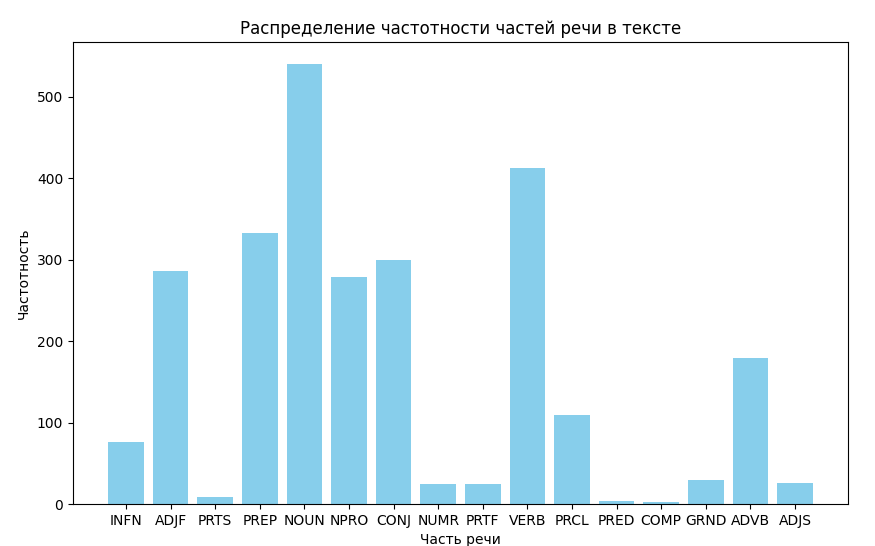 Распределение частотности частей речи в тексте
Частотность
500
400
300
200
100
0
INFN ADJF PRTS PREP NOUN NPRO CONJ NUMR PRTF VERB PRCL PRED COMP GRND ADVB ADJS
Часть речи